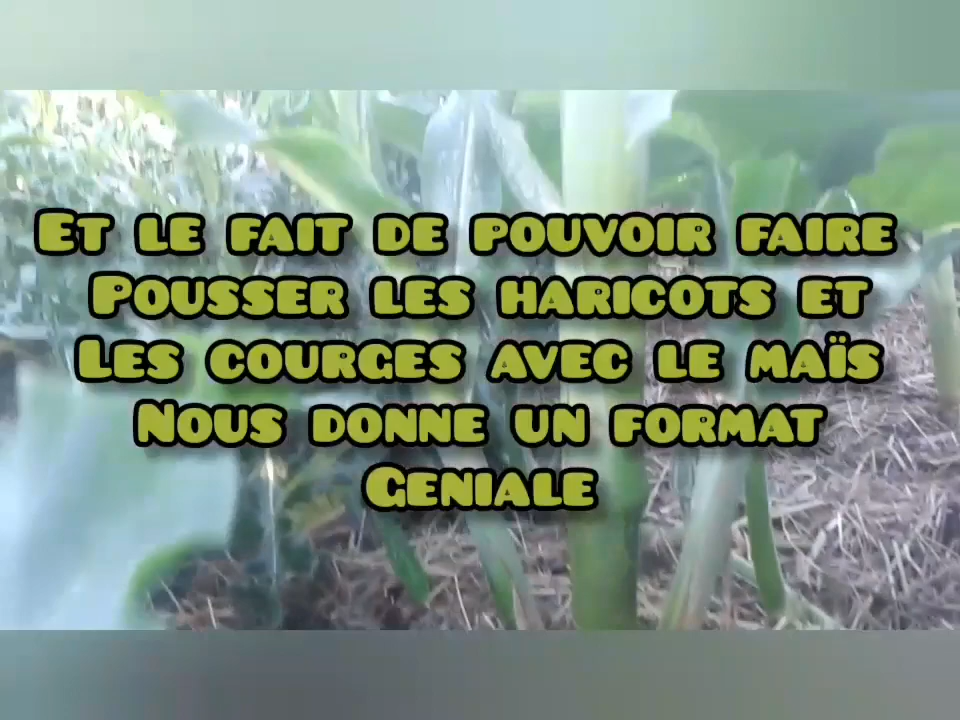 Et le fait de pouvoir faire
Pousser les haricots et
Les courges avec le maïs
Nous donne un format
Geniale